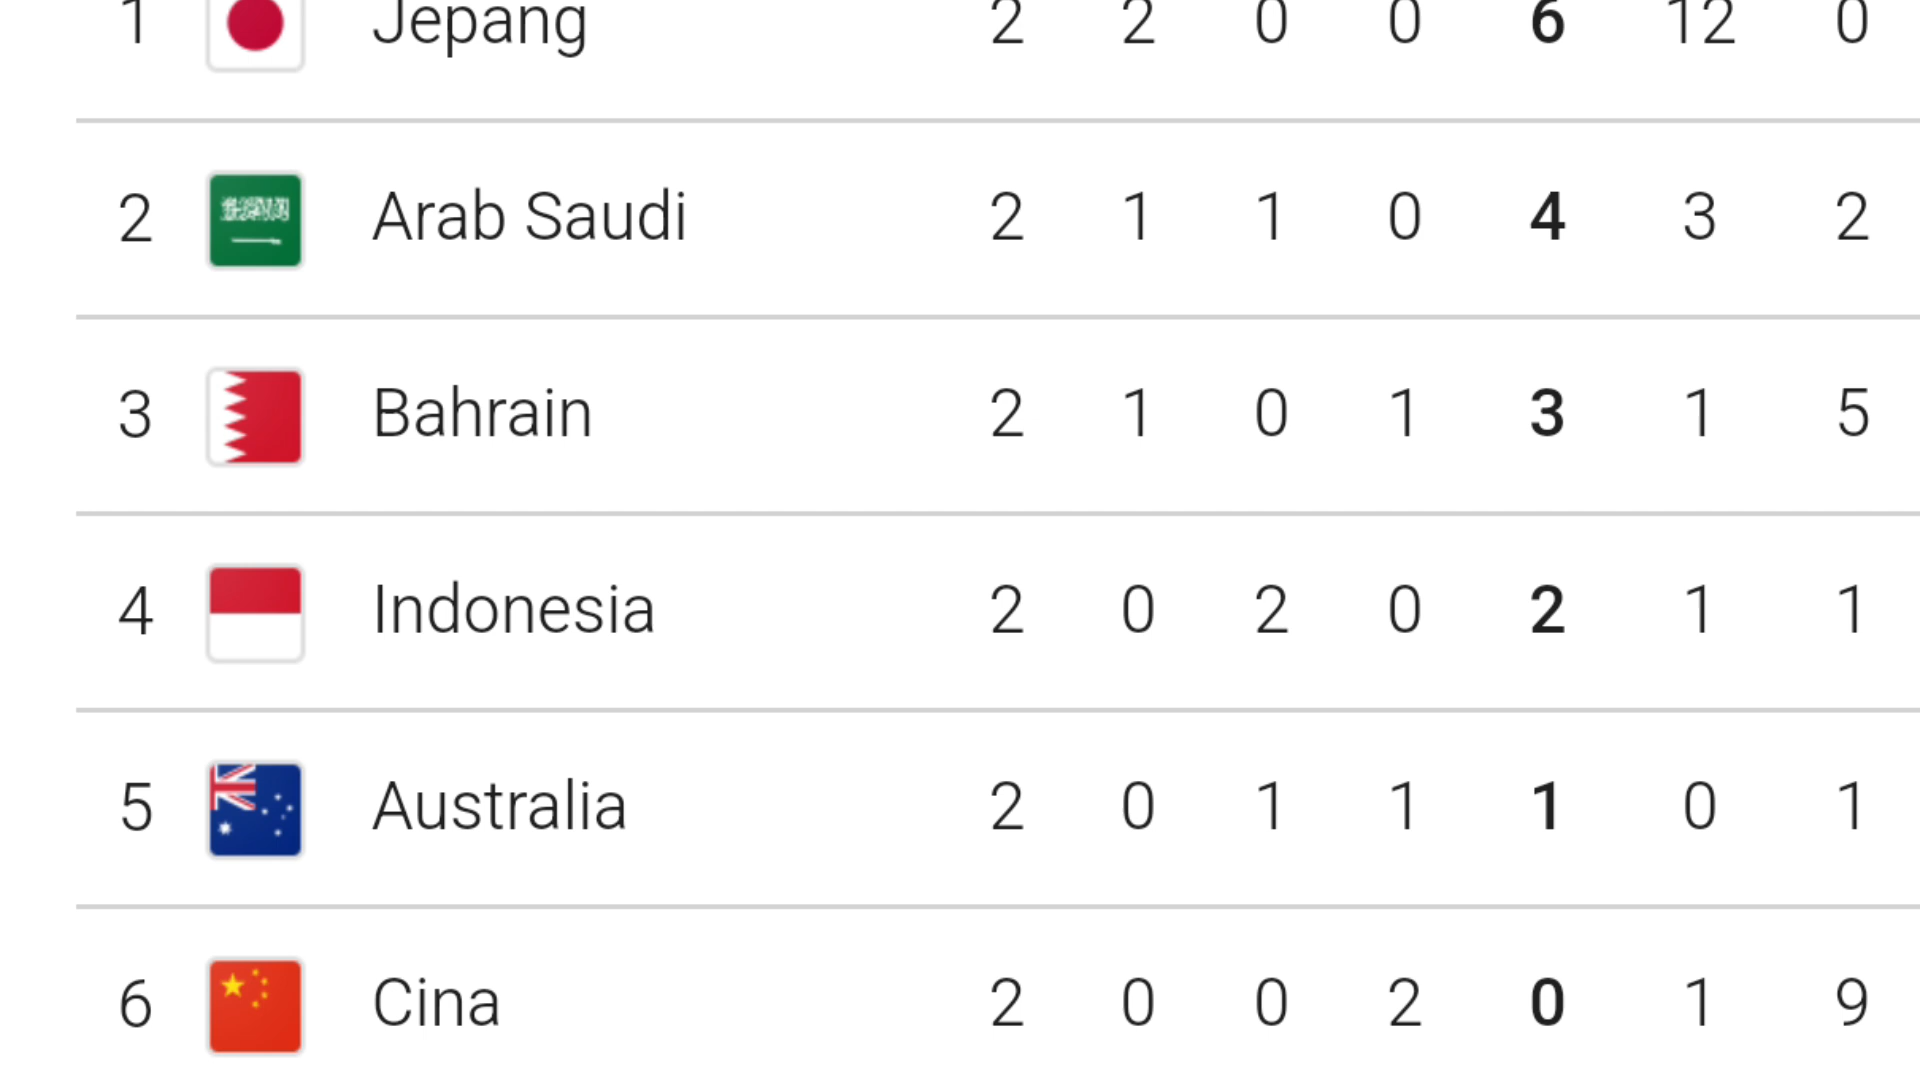 1 Jepang 2 2 0 0 6 12 0
2 Arab Saudi 2 1 1 0 4 3 2
3 Bahrain 2 1 0 1 3 1 5
4 Indonesia 2 0 2 0 2 1 1
5 Australia 2 0 1 1 1 0 1
6 Cina 2 0 0 2 0 1 9